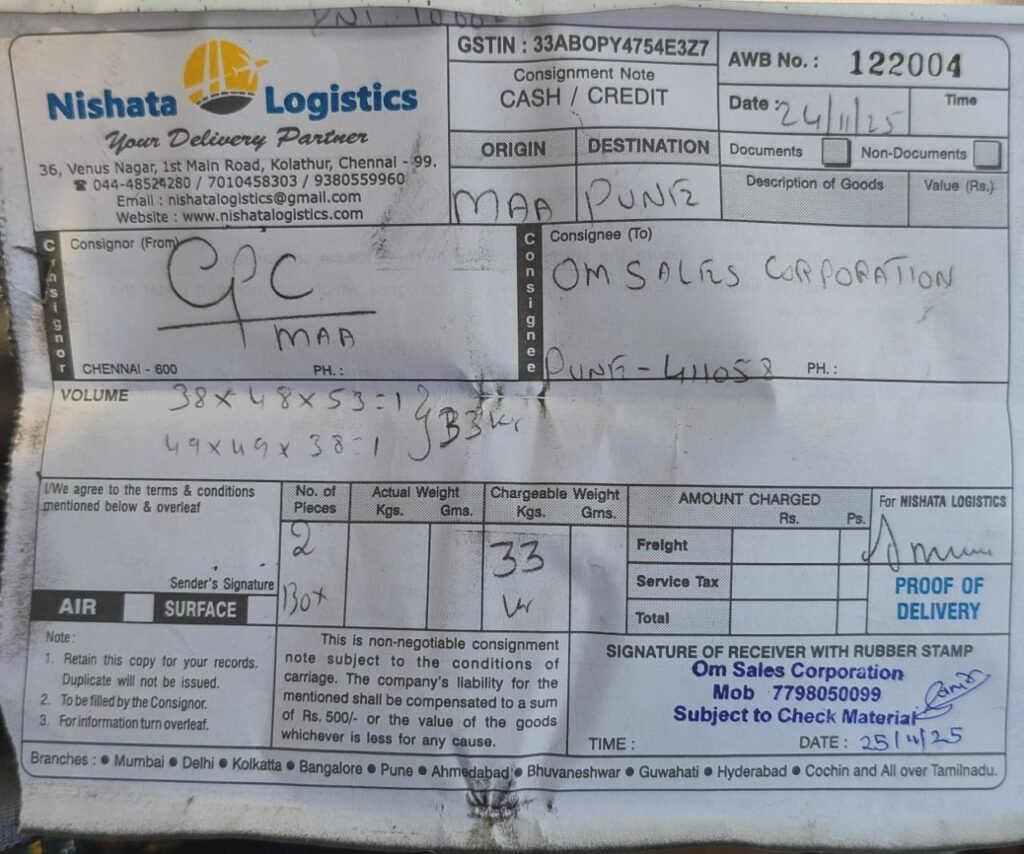 GSTIN : 33ABOPY4754E3Z7
Nishata Logistics
Your Delivery Partner
36, Venus Nagar, 1st Main Road, Kolathur, Chennai - 99.
☎ 044-48524280 / 7010458303 / 9380559960
Email : nishatalogistics@gmail.com
Website : www.nishatalogistics.com
Consignment Note
CASH / CREDIT
AWB No. : 122004
Date : 24/11/25 Time
ORIGIN DESTINATION
MAA PUNE
Documents Non-Documents
Description of Goods Value (Rs.)
Consignor
Consignor (From)
CPC
MAA
CHENNAI - 600 PH. :
Consignee
Consignee (To)
OM SALES CORPORATION
PUNE - 411058 PH. :
VOLUME
38 x 48 x 53 = 1
49 x 49 x 38 = 1
I/We agree to the terms & conditions
mentioned below & overleaf
Sender's Signature
AIR SURFACE
No. of Pieces
2
Box
Actual Weight
Kgs. Gms.
Chargeable Weight
Kgs. Gms.
33
AMOUNT CHARGED
Rs. Ps.
Freight
Service Tax
Total
For NISHATA LOGISTICS
PROOF OF
DELIVERY
Note :
1. Retain this copy for your records.
Duplicate will not be issued.
2. To be filled by the Consignor.
3. For information turn overleaf.
This is non-negotiable consignment
note subject to the conditions of
carriage. The company's liability for the
mentioned shall be compensated to a sum
of Rs. 500/- or the value of the goods
whichever is less for any cause.
SIGNATURE OF RECEIVER WITH RUBBER STAMP
Om Sales Corporation
Mob 7798050099
Subject to Check Material
TIME : DATE :
Branches : ● Mumbai ● Delhi ● Kolkatta ● Bangalore ● Pune ● Ahmedabad ● Bhuvaneshwar ● Guwahati ● Hyderabad ● Cochin and All over Tamilnadu.